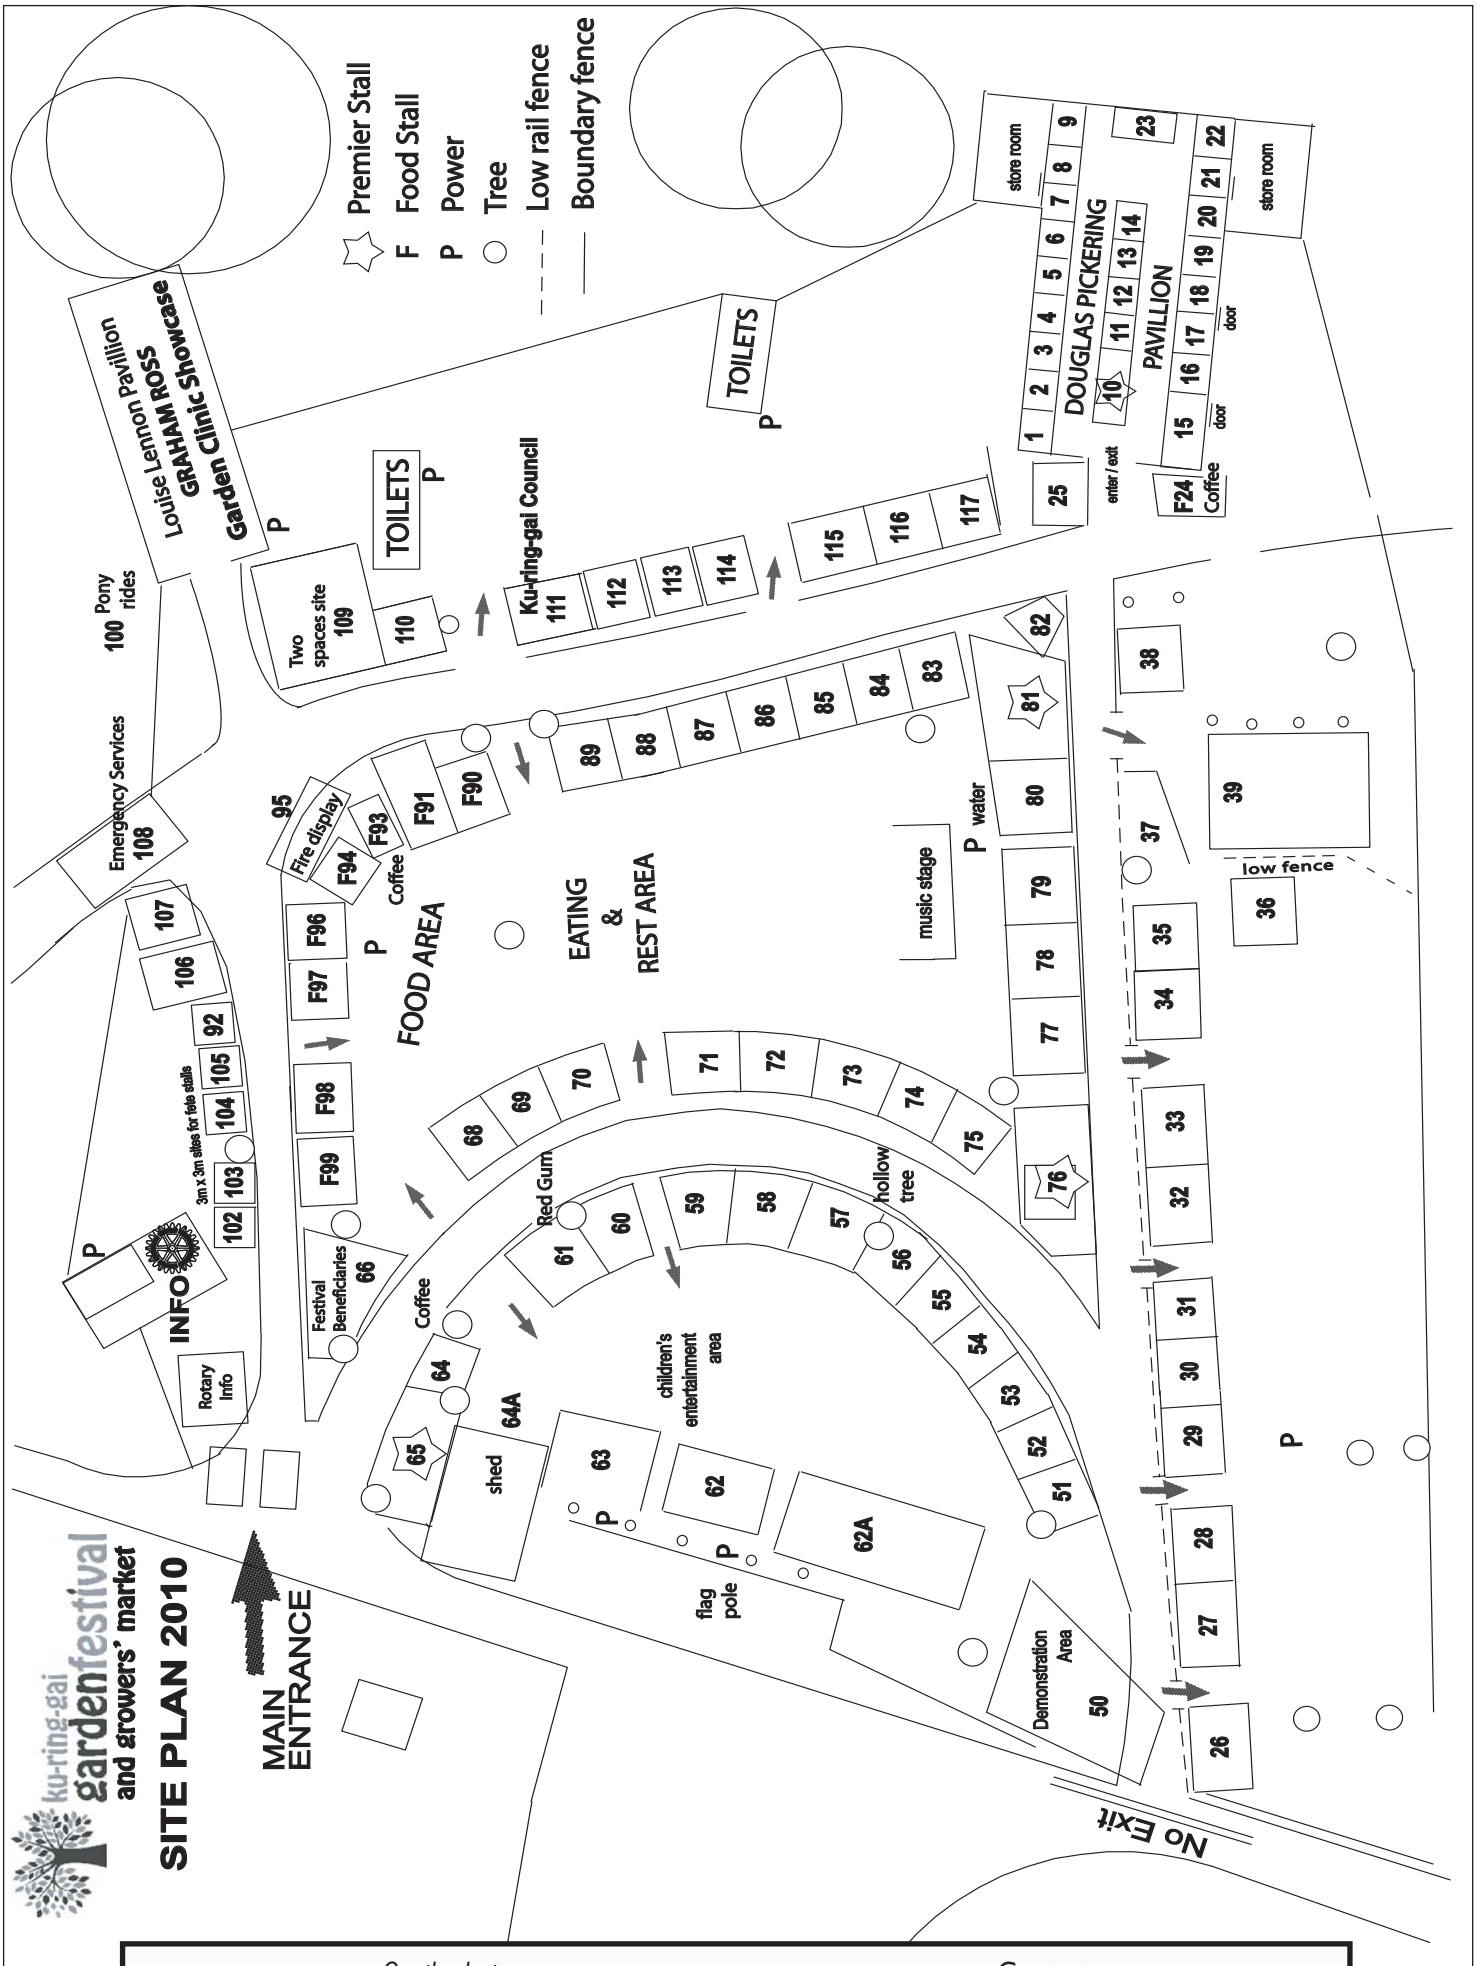 ku-ring-gai
gardenfestival
and growers' market
SITE PLAN 2010
MAIN
ENTRANCE
Premier Stall
F Food Stall
P Power
Tree
Low rail fence
Boundary fence
Louise Lennon Pavillion
GRAHAM ROSS
Garden Clinic Showcase
P
100 Pony
rides
Emergency Services
108
107
106
92
105
104
103
102
3m x 3m sites for fete stalls
P
INFO
Rotary
Info
Two
spaces site
109
110
TOILETS
P
Ku-ring-gai Council
111
112
113
114
115
116
117
TOILETS
P
95
Fire display
F94
F93
Coffee
F91
F90
F96
F97
F98
F99
P
FOOD AREA
EATING
&
REST AREA
Festival
Beneficiaries
66
89
88
87
86
85
84
83
82
81
80
79
78
77
76
P water
music stage
68
69
70
71
72
73
74
75
Red Gum
hollow
tree
Coffee
64
65
64A
shed
61
60
59
58
57
56
55
54
53
52
51
children's
entertainment
area
63
62
62A
P
P
flag
pole
Demonstration
Area
50
No Exit
store room
1 2 3 4 5 6 7 8 9
DOUGLAS PICKERING
10 11 12 13 14
23
PAVILLION
15 16 17 18 19 20 21 22
door
door
store room
25
enter / exit
F24
Coffee
38
39
37
low fence
36
35
34
33
32
31
30
29
P
28
27
26